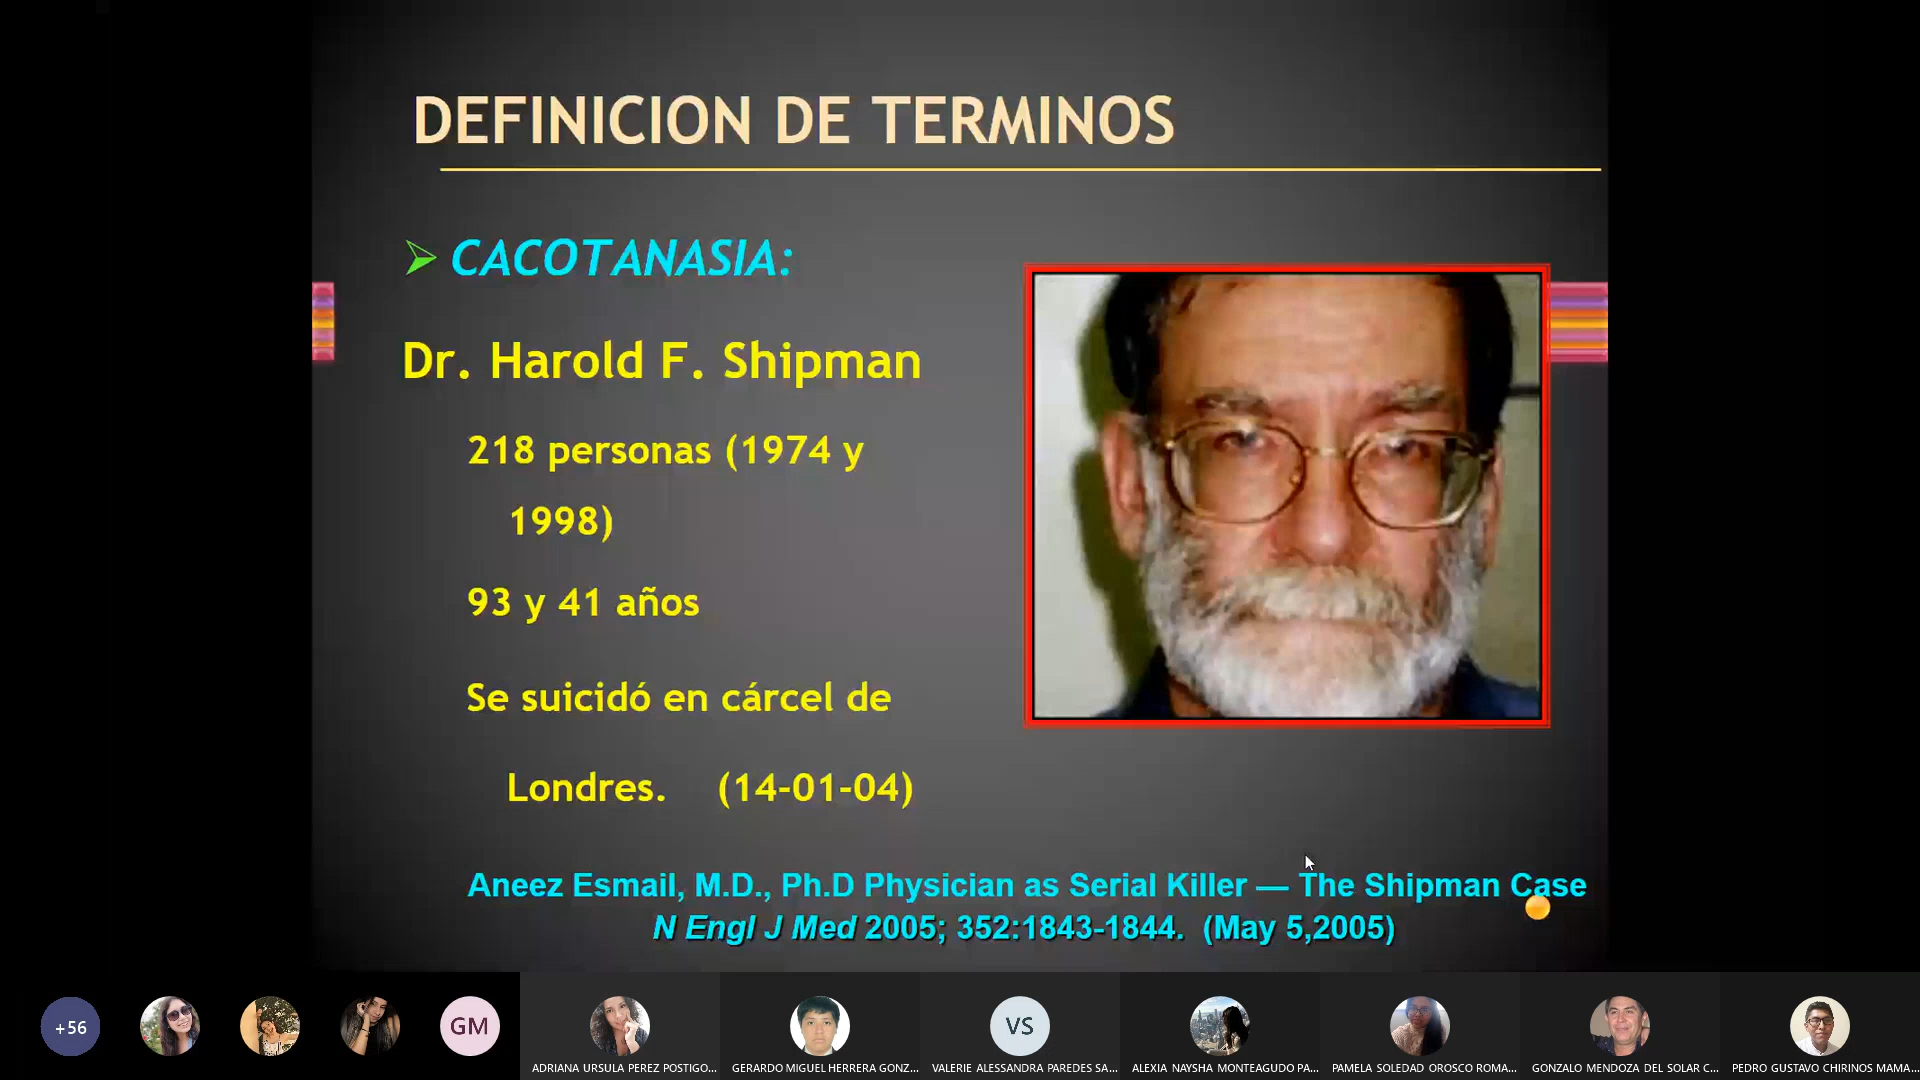 DEFINICION DE TERMINOS
CACOTANASIA:
Dr. Harold F. Shipman
218 personas (1974 y
1998)
93 y 41 años
Se suicidó en cárcel de
Londres. (14-01-04)
Aneez Esmail, M.D., Ph.D Physician as Serial Killer — The Shipman Case
N Engl J Med 2005; 352:1843-1844. (May 5,2005)
+56
GM
VS
ADRIANA URSULA PEREZ POSTIGO...
GERARDO MIGUEL HERRERA GONZ...
VALERIE ALESSANDRA PAREDES SA...
ALEXIA NAYSHA MONTEAGUDO PA...
PAMELA SOLEDAD OROSCO ROMA...
GONZALO MENDOZA DEL SOLAR C...
PEDRO GUSTAVO CHIRINOS MAMA...